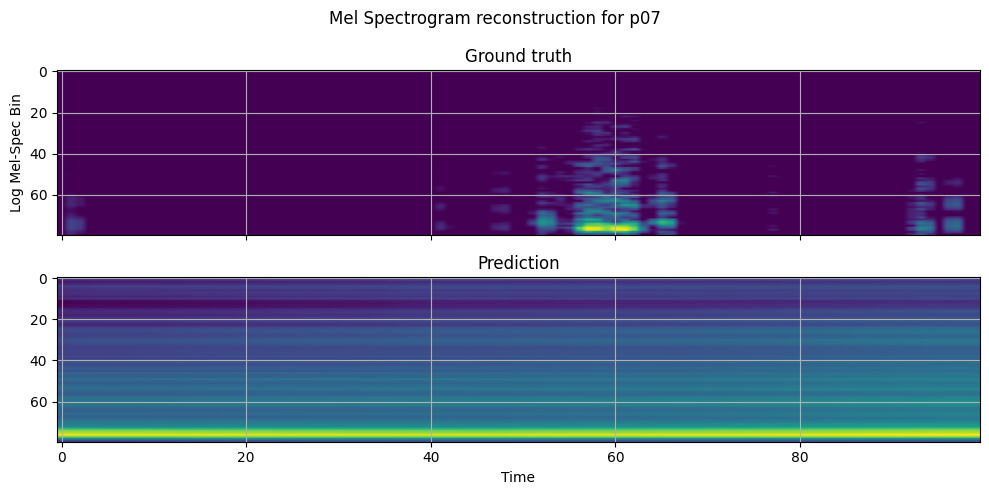 Mel Spectrogram reconstruction for p07
Ground truth
Log Mel-Spec Bin
0
20
40
60
Prediction
0
20
40
60
0 20 40 60 80
Time